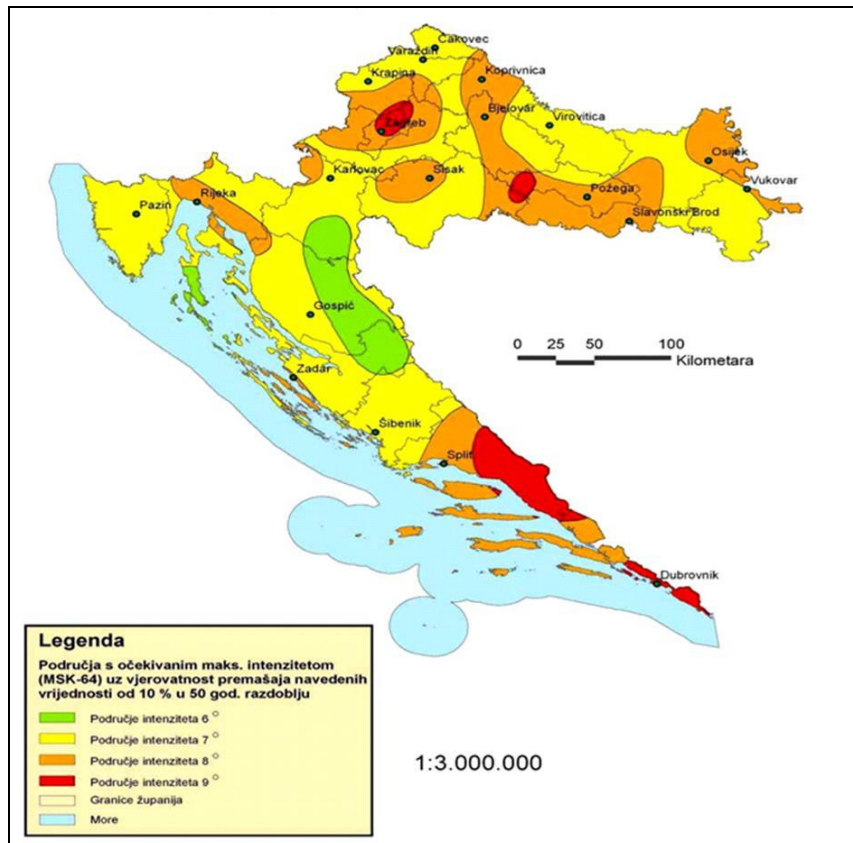 Čakovec
Varaždin
Krapina
Koprivnica
Bjelovar
Virovitica
Zagreb
Osijek
Karlovac
Sisak
Vukovar
Rijeka
Požega
Pazin
Slavonski Brod
Gospić
0 25 50 100
Kilometara
Zadar
Šibenik
Split
Dubrovnik
Legenda
Područja s očekivanim maks. intenzitetom
(MSK-64) uz vjerovatnost premašaja navedenih
vrijednosti od 10 % u 50 god. razdoblju
Područje intenziteta 6 °
Područje intenziteta 7 °
Područje intenziteta 8 °
Područje intenziteta 9 °
Granice županija
More
1:3.000.000